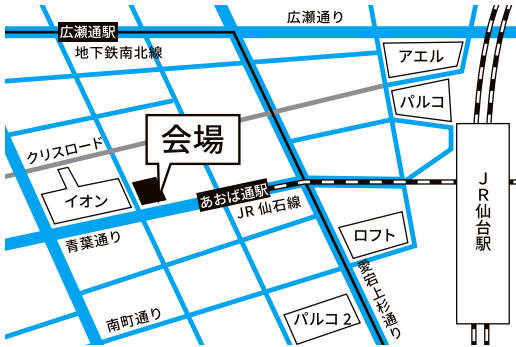 広瀬通り
広瀬通駅
地下鉄南北線
アエル
パルコ
会場
クリスロード
イオン
あおば通駅
JR 仙石線
JR仙台駅
青葉通り
ロフト
愛宕上杉通り
南町通り
パルコ 2